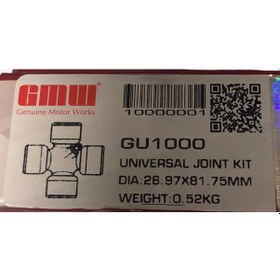 GMW
Genuine Motor Works
10000001
GU1000
UNIVERSAL JOINT KIT
DIA:26.97X81.75MM
WEIGHT:0.52KG